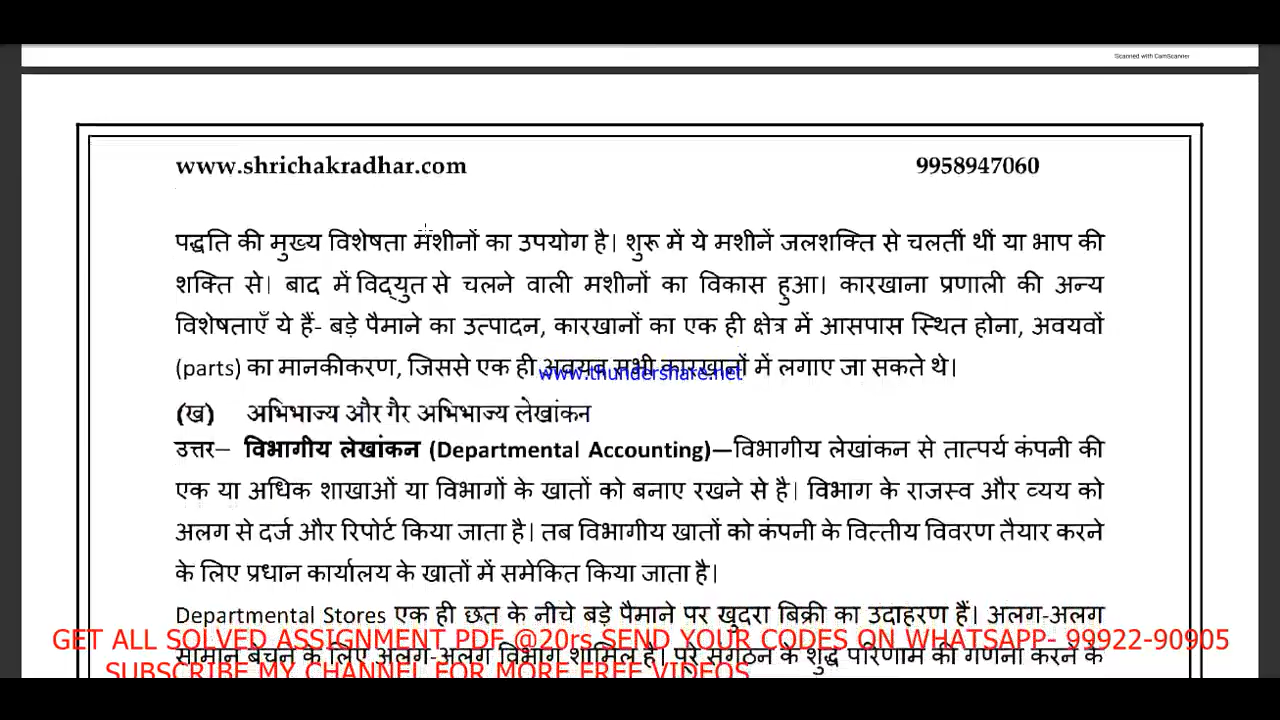 Scanned with CamScanner
www.shrichakradhar.com 9958947060
पद्धति की मुख्य विशेषता मशीनों का उपयोग है। शुरू में ये मशीनें जलशक्ति से चलतीं थीं या भाप की
शक्ति से। बाद में विद्युत से चलने वाली मशीनों का विकास हुआ। कारखाना प्रणाली की अन्य
विशेषताएँ ये हैं- बड़े पैमाने का उत्पादन, कारखानों का एक ही क्षेत्र में आसपास स्थित होना, अवयवों
(parts) का मानकीकरण, जिससे एक ही अवयव सभी कारखानों में लगाए जा सकते थे।
www.thundershare.net
(ख) अभिभाज्य और गैर अभिभाज्य लेखांकन
उत्तर– विभागीय लेखांकन (Departmental Accounting)—विभागीय लेखांकन से तात्पर्य कंपनी की
एक या अधिक शाखाओं या विभागों के खातों को बनाए रखने से है। विभाग के राजस्व और व्यय को
अलग से दर्ज और रिपोर्ट किया जाता है। तब विभागीय खातों को कंपनी के वित्तीय विवरण तैयार करने
के लिए प्रधान कार्यालय के खातों में समेकित किया जाता है।
Departmental Stores एक ही छत के नीचे बड़े पैमाने पर खुदरा बिक्री का उदाहरण हैं। अलग-अलग
GET ALL SOLVED ASSIGNMENT PDF @20rs SEND YOUR CODES ON WHATSAPP- 99922-90905
सामान बेचने के लिए अलग-अलग विभाग शामिल है। पूरे संगठन के शुद्ध परिणाम की गणना करने के
SUBSCRIBE MY CHANNEL FOR MORE FREE VIDEOS